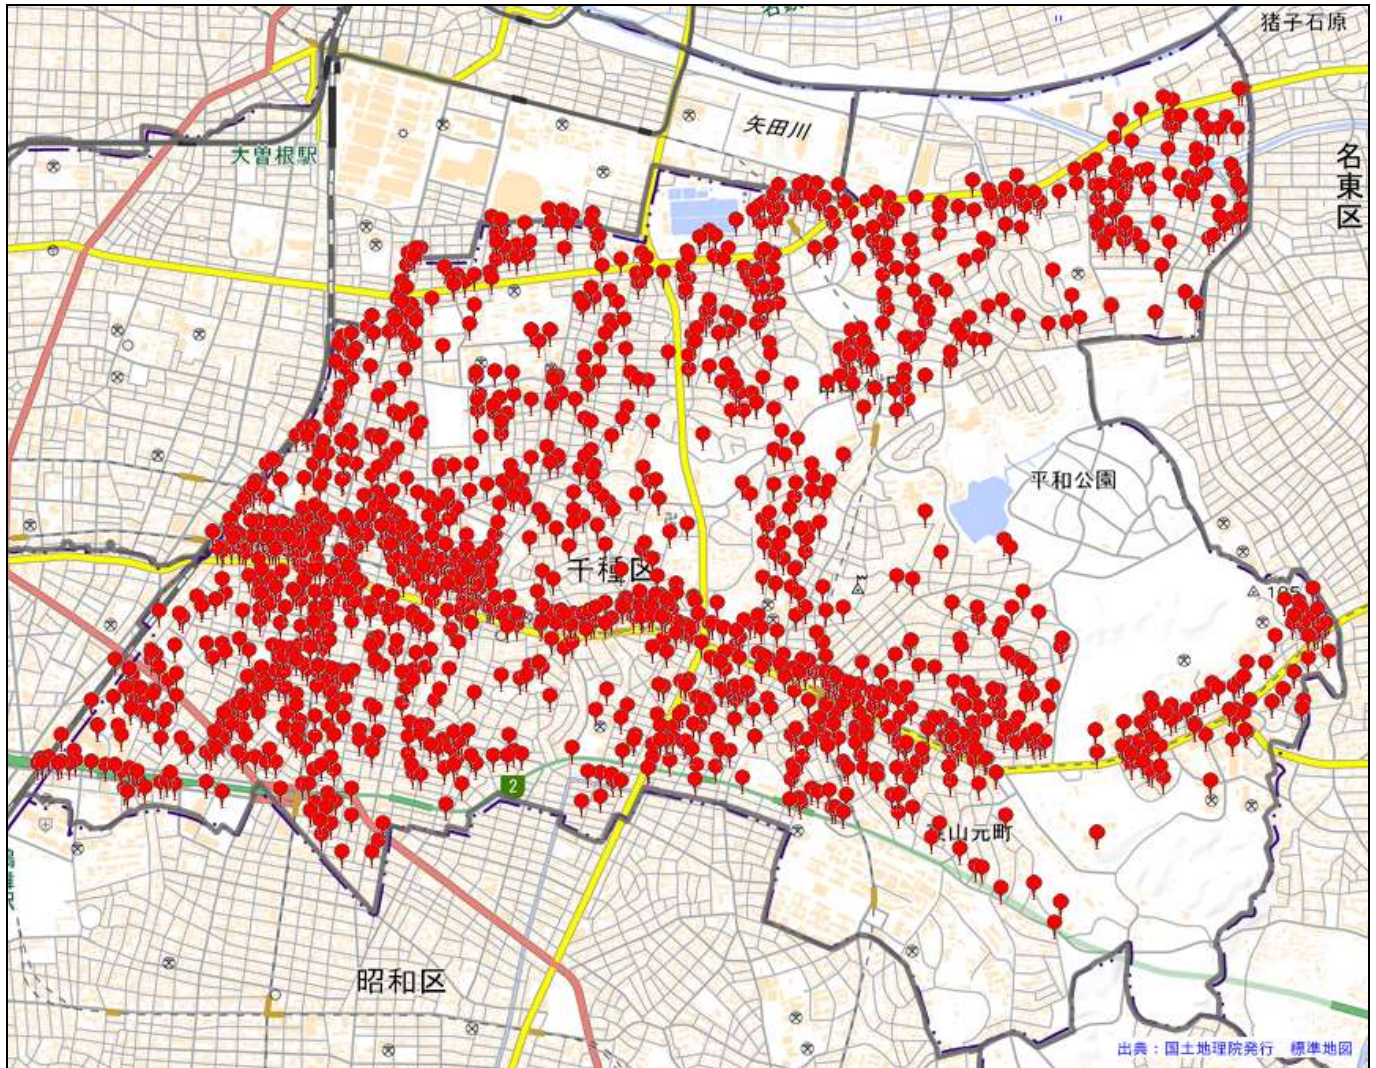 猪子石原
矢田川
大曽根駅
名東区
平和公園
千種区
105
2
山元町
昭和区
出典：国土地理院発行　標準地図